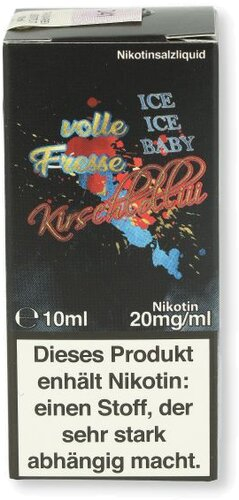 Nikotinsalzliquid
volle
Fresse
ICE
ICE
BABY
℮ 10ml
Nikotin
20mg/ml
Dieses Produkt
enhält Nikotin:
einen Stoff, der
sehr stark
abhängig macht.